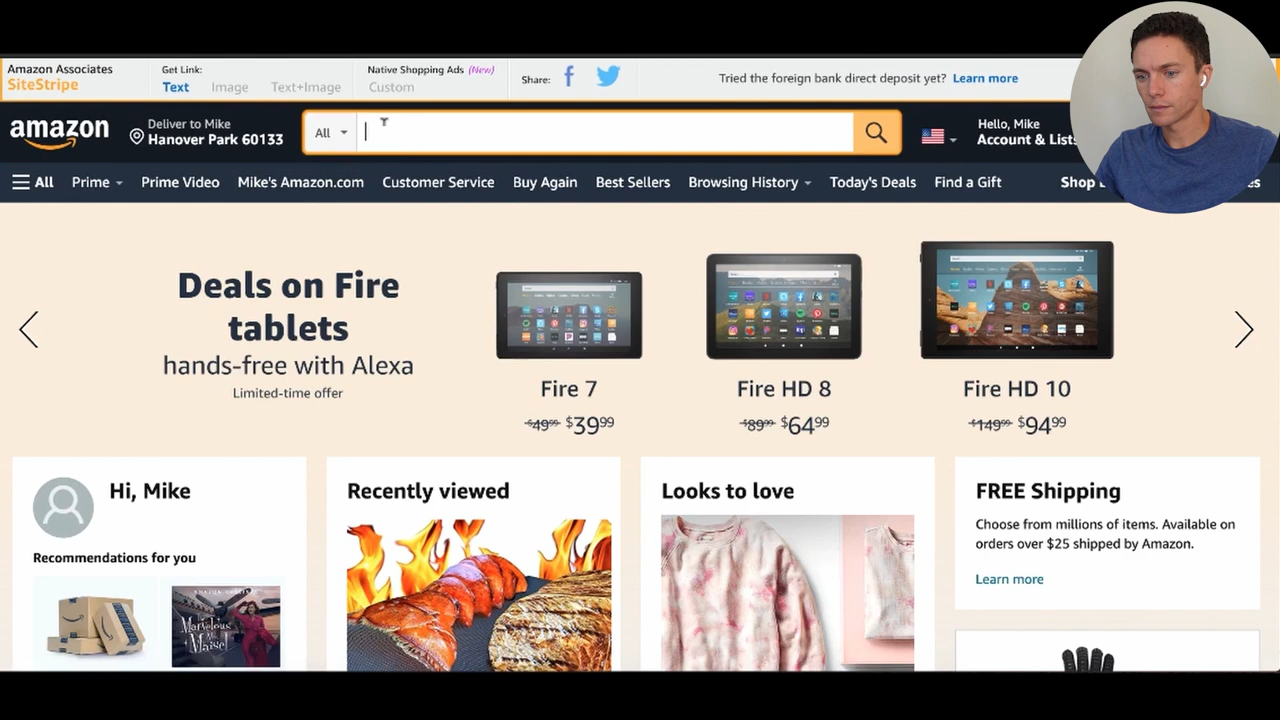 Amazon Associates
SiteStripe
Get Link:
Text Image Text+Image
Native Shopping Ads (New)
Custom
Share:
Tried the foreign bank direct deposit yet? Learn more
amazon
Deliver to Mike
Hanover Park 60133
All
Hello, Mike
Account & Lists
All Prime Prime Video Mike's Amazon.com Customer Service Buy Again Best Sellers Browsing History Today's Deals Find a Gift Shop
Deals on Fire
tablets
hands-free with Alexa
Limited-time offer
Fire 7
$49.99 $39.99
Fire HD 8
$89.99 $64.99
Fire HD 10
$149.99 $94.99
Hi, Mike
Recommendations for you
Marvelous
Mrs. Maisel
Recently viewed
Looks to love
FREE Shipping
Choose from millions of items. Available on
orders over $25 shipped by Amazon.
Learn more